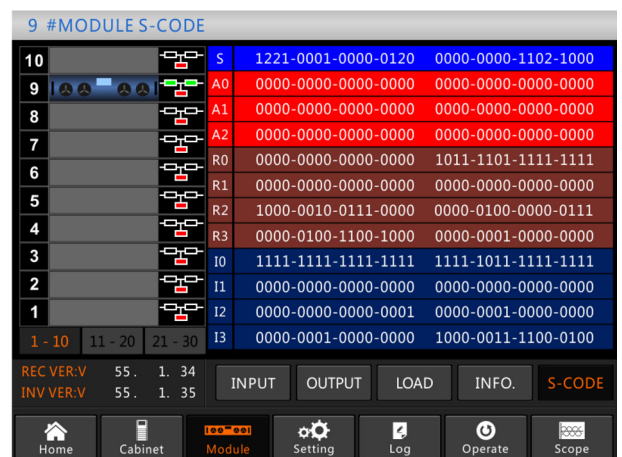 9 #MODULE S-CODE
10
9
8
7
6
5
4
3
2
1
1 - 10 11 - 20 21 - 30
S 1221-0001-0000-0120 0000-0000-1102-1000
A0 0000-0000-0000-0000 0000-0000-0000-0000
A1 0000-0000-0000-0000 0000-0000-0000-0000
A2 0000-0000-0000-0000 0000-0000-0000-0000
R0 0000-0000-0000-0000 1011-1101-1111-1111
R1 0000-0000-0000-0000 0000-0000-0000-0000
R2 1000-0010-0111-0000 0000-0100-0000-0111
R3 0000-0100-1100-1000 0000-0001-0000-0000
I0 1111-1111-1111-1111 1111-1011-1111-1111
I1 0000-0000-0000-0000 0000-0000-0000-0000
I2 0000-0000-0000-0001 0000-0001-0000-0000
I3 0000-0001-0000-0000 1000-0011-1100-0100
REC VER:V 55. 1. 34
INV VER:V 55. 1. 35
INPUT OUTPUT LOAD INFO. S-CODE
Home Cabinet Module Setting Log Operate Scope